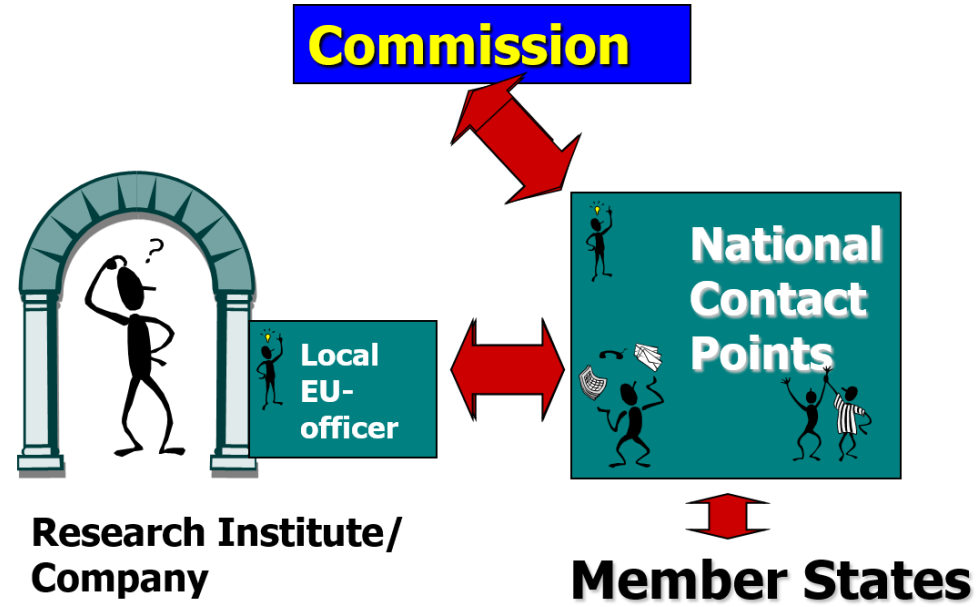 Commission
?
National
Contact
Points
Local
EU-
officer
Research Institute/
Company
Member States